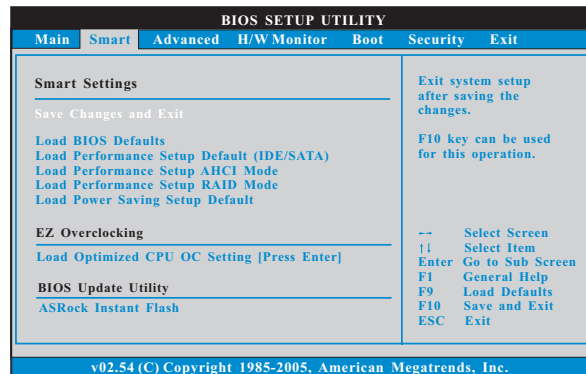 BIOS SETUP UTILITY
Main Smart Advanced H/W Monitor Boot Security Exit
Smart Settings
Save Changes and Exit
Load BIOS Defaults
Load Performance Setup Default (IDE/SATA)
Load Performance Setup AHCI Mode
Load Performance Setup RAID Mode
Load Power Saving Setup Default
EZ Overclocking
Load Optimized CPU OC Setting [Press Enter]
BIOS Update Utility
ASRock Instant Flash
Exit system setup
after saving the
changes.
F10 key can be used
for this operation.
←→ Select Screen
↑↓ Select Item
Enter Go to Sub Screen
F1 General Help
F9 Load Defaults
F10 Save and Exit
ESC Exit
v02.54 (C) Copyright 1985-2005, American Megatrends, Inc.